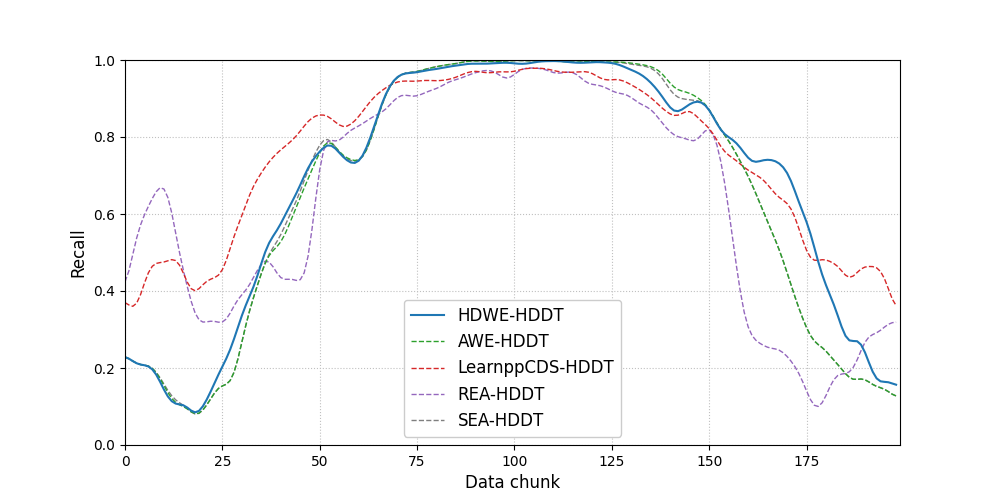 1.0
0.8
0.6
0.4
0.2
0.0
Recall
HDWE-HDDT
AWE-HDDT
LearnppCDS-HDDT
REA-HDDT
SEA-HDDT
0 25 50 75 100 125 150 175
Data chunk